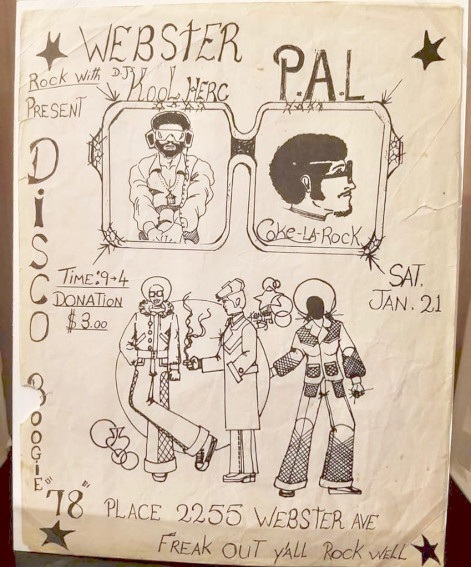 WEBSTER P.A.L
ROCK WITH D.J. KOOL HERC
PRESENT
COKE-LA-ROCK
DISCO BOOGIE "78"
TIME: 9-4
DONATION
$3.00
SAT.
JAN. 21
PLACE 2255 WEBSTER AVE
FREAK OUT Y'ALL ROCK WELL